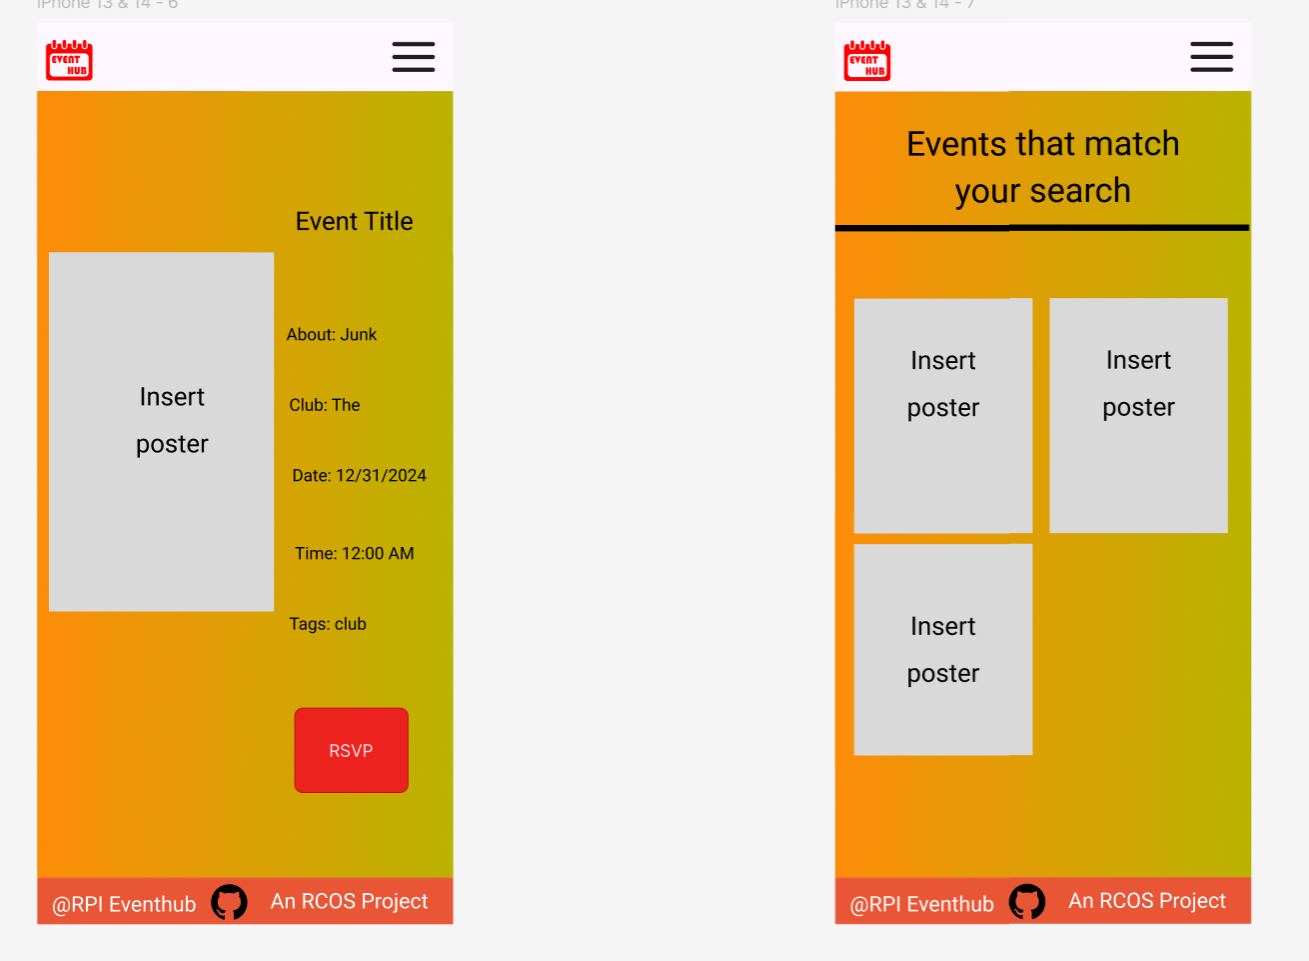 iPhone 13 & 14 - 6
EVENT
HUB
Event Title
Insert
poster
About: Junk
Club: The
Date: 12/31/2024
Time: 12:00 AM
Tags: club
RSVP
@RPI Eventhub
An RCOS Project
iPhone 13 & 14 - 7
EVENT
HUB
Events that match
your search
Insert
poster
Insert
poster
Insert
poster
@RPI Eventhub
An RCOS Project